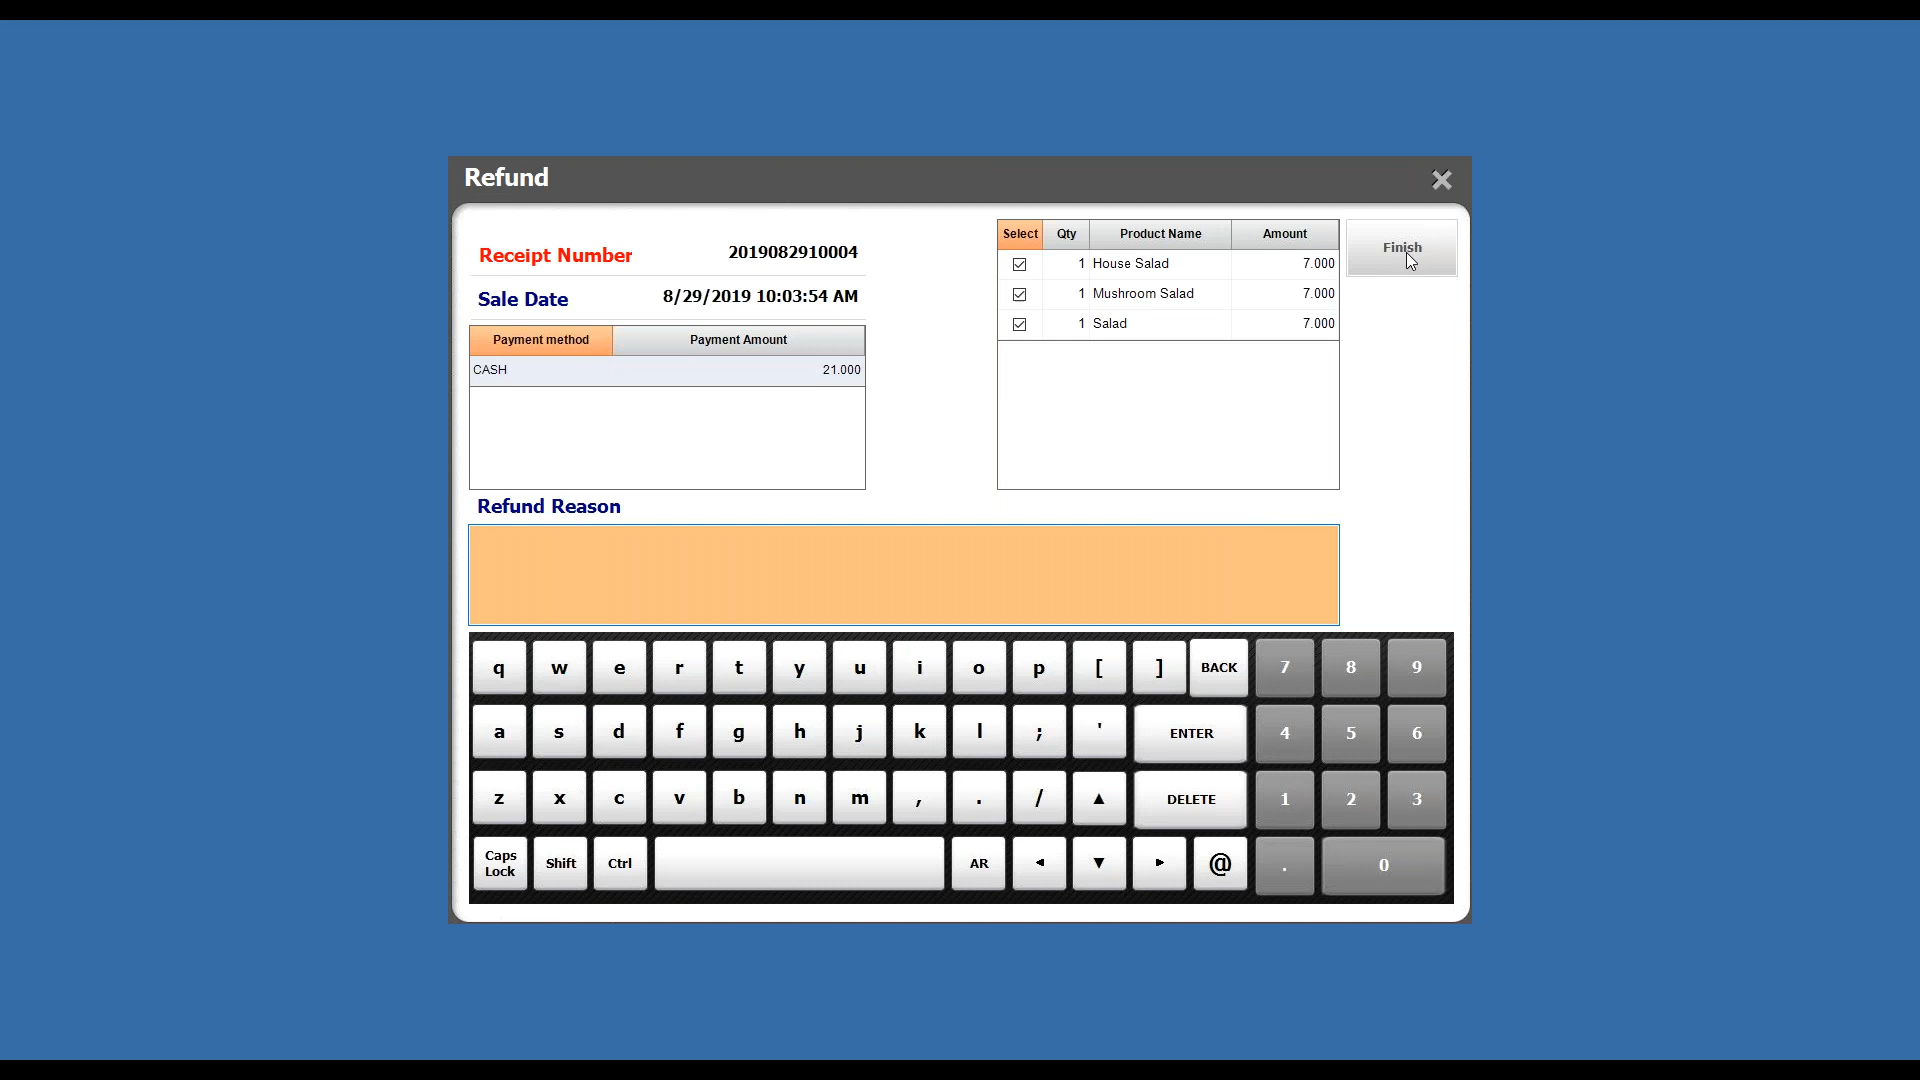 Refund
Receipt Number 2019082910004
Sale Date 8/29/2019 10:03:54 AM
Payment method Payment Amount
CASH 21.000
Select Qty Product Name Amount
1 House Salad 7.000
1 Mushroom Salad 7.000
1 Salad 7.000
Finish
Refund Reason
q w e r t y u i o p [ ] BACK 7 8 9
a s d f g h j k l ; ' ENTER 4 5 6
z x c v b n m , . / ▲ DELETE 1 2 3
Caps Lock Shift Ctrl AR ◄ ▼ ► @ . 0